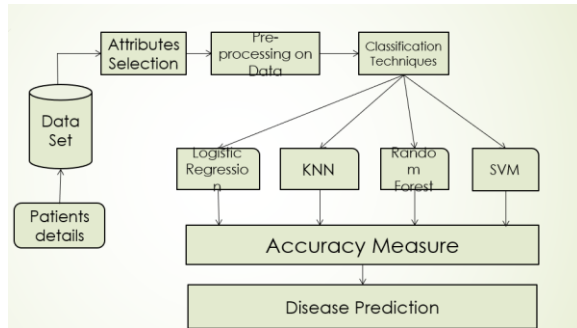 Attributes
Selection
Pre-
processing on
Data
Classification
Techniques
Data
Set
Patients
details
Logistic
Regressio
n
KNN
Rando
m
Forest
SVM
Accuracy Measure
Disease Prediction